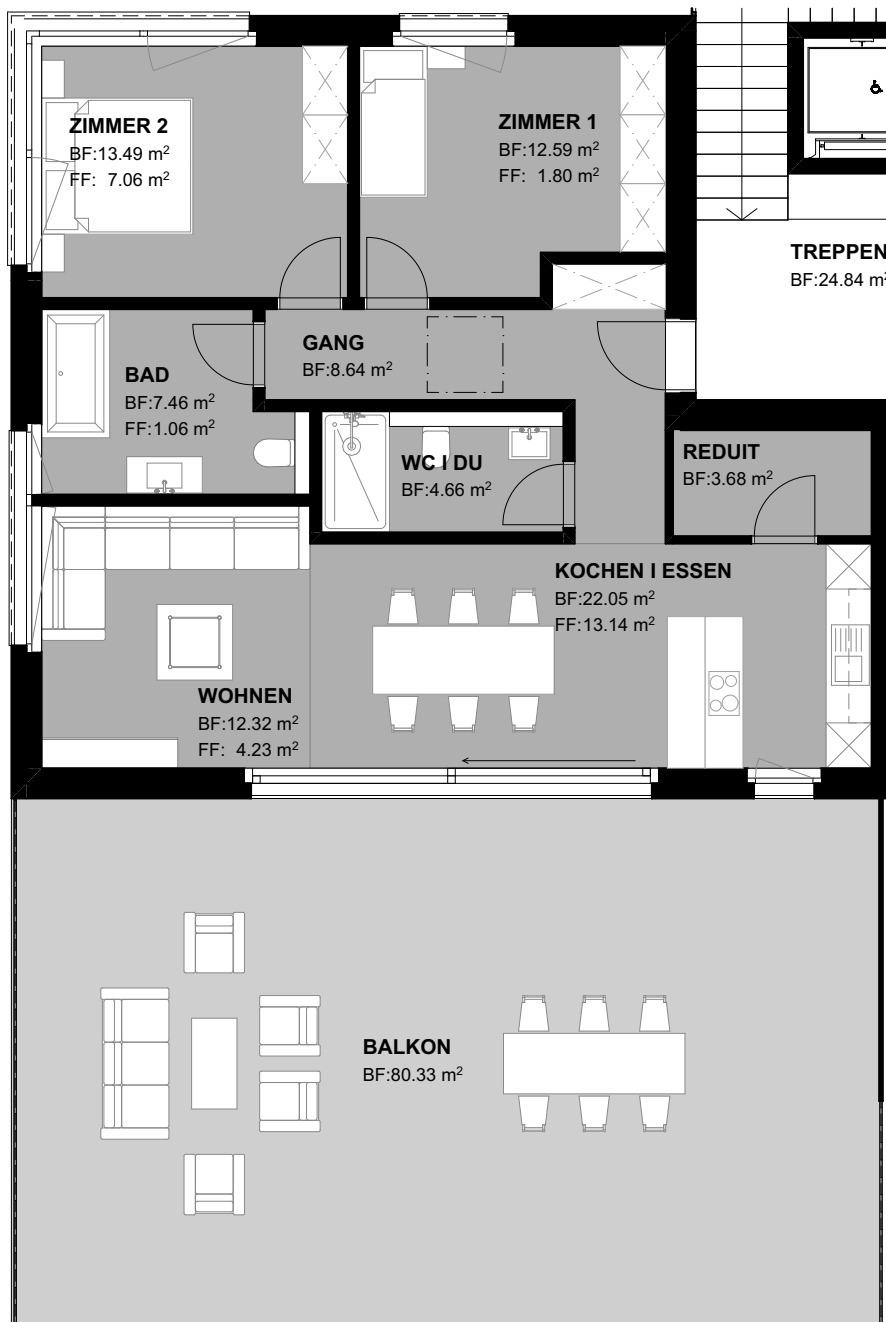 ZIMMER 2
BF:13.49 m²
FF: 7.06 m²
ZIMMER 1
BF:12.59 m²
FF: 1.80 m²
TREPPEN
BF:24.84 m²
GANG
BF:8.64 m²
BAD
BF:7.46 m²
FF:1.06 m²
WC I DU
BF:4.66 m²
REDUIT
BF:3.68 m²
KOCHEN I ESSEN
BF:22.05 m²
FF:13.14 m²
WOHNEN
BF:12.32 m²
FF: 4.23 m²
BALKON
BF:80.33 m²